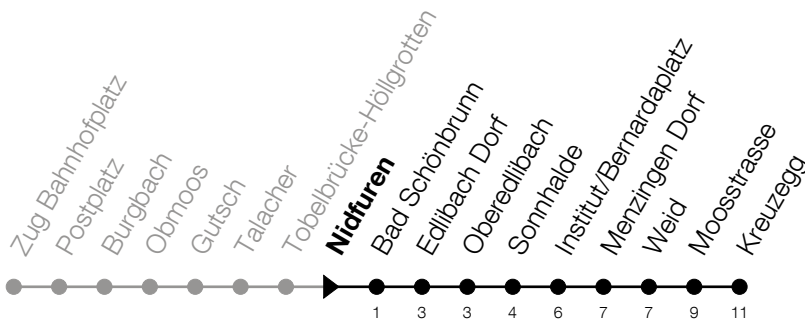 Zug Bahnhofplatz
Postplatz
Burgbach
Obmoos
Gutsch
Talacher
Tobelbrücke-Höllgrotten
Nidfuren
Bad Schönbrunn
Edlibach Dorf
Oberedlibach
Sonnhalde
Institut/Bernardaplatz
Menzingen Dorf
Weid
Moosstrasse
Kreuzegg
1 3 3 4 6 7 7 9 11